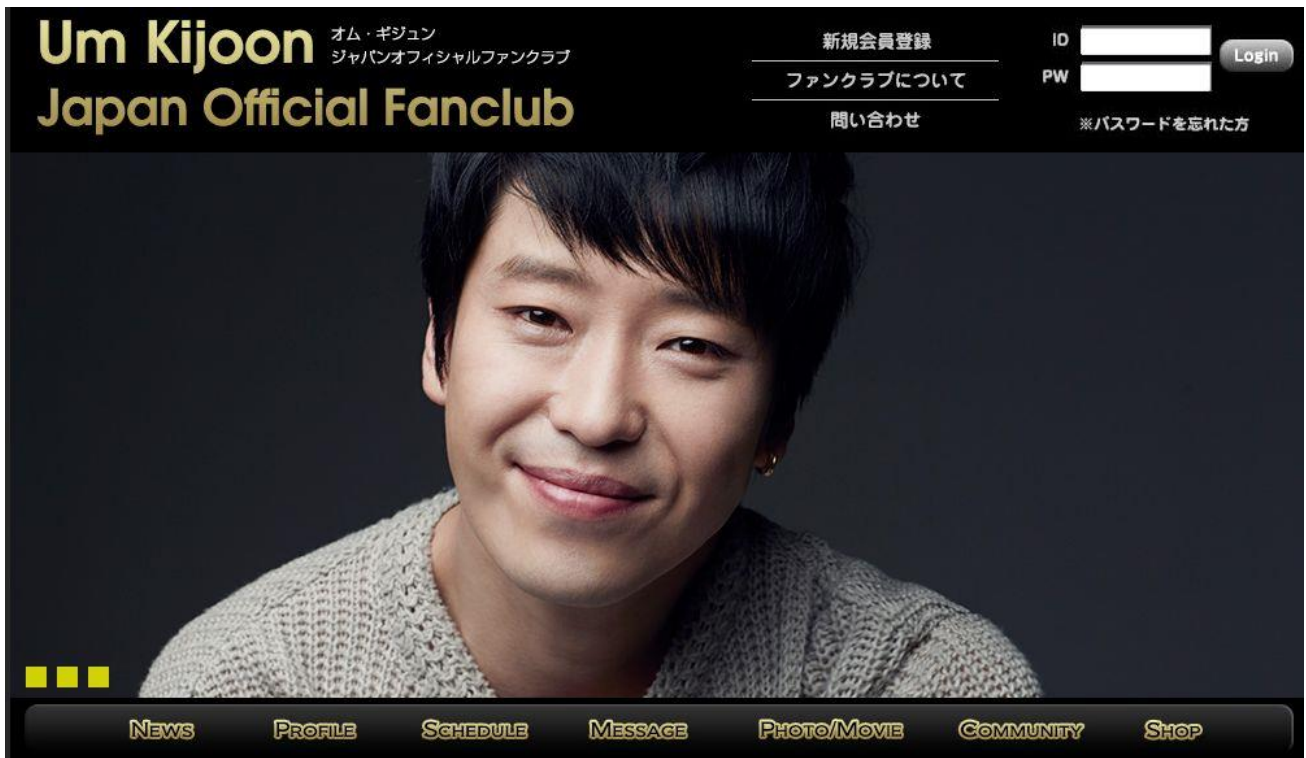 Um Kijoon
オム・ギジュン
ジャパンオフィシャルファンクラブ
Japan Official Fanclub
新規会員登録
ファンクラブについて
問い合わせ
ID
PW
Login
※パスワードを忘れた方
News Profile Schedule Message Photo/Movie Community Shop